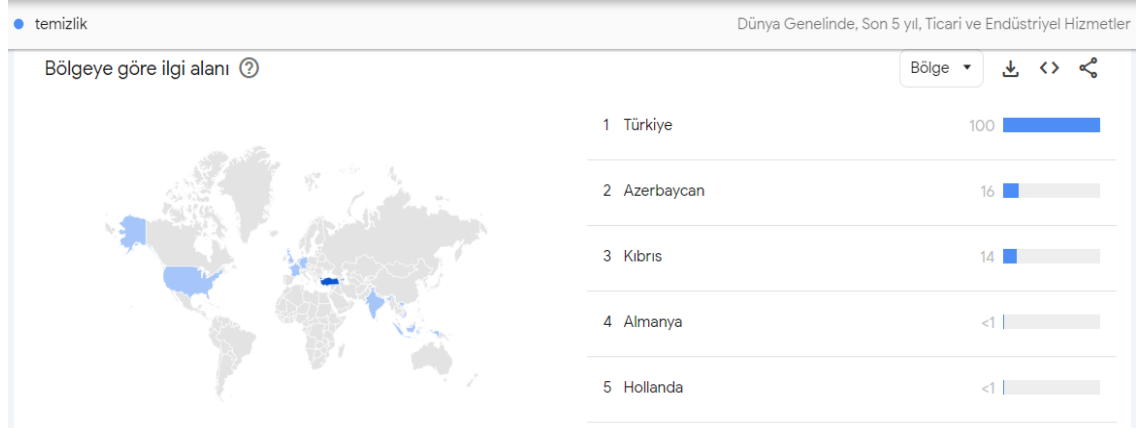 temizlik
Dünya Genelinde, Son 5 yıl, Ticari ve Endüstriyel Hizmetler
Bölgeye göre ilgi alanı ?
Bölge
1 Türkiye 100
2 Azerbaycan 16
3 Kıbrıs 14
4 Almanya <1
5 Hollanda <1